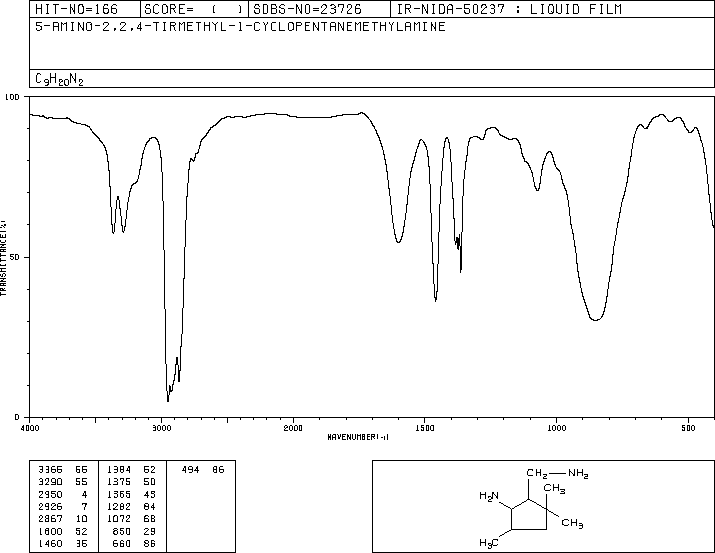 HIT-NO=166 SCORE= ( ) SDBS-NO=23726 IR-NIDA-50237 : LIQUID FILM
5-AMINO-2,2,4-TIRMETHYL-1-CYCLOPENTANEMETHYLAMINE
C9H20N2
100
50
0
TRANSMITTANCE(%)
4000 3000 2000 1500 1000 500
WAVENUMBER(-1)
3366 66 1384 52 494 86
3290 55 1375 50
2950 4 1365 43
2926 7 1282 84
2867 10 1072 68
1600 52 850 29
1460 35 660 86
CH2 NH2
H2N CH3
CH3
H3C